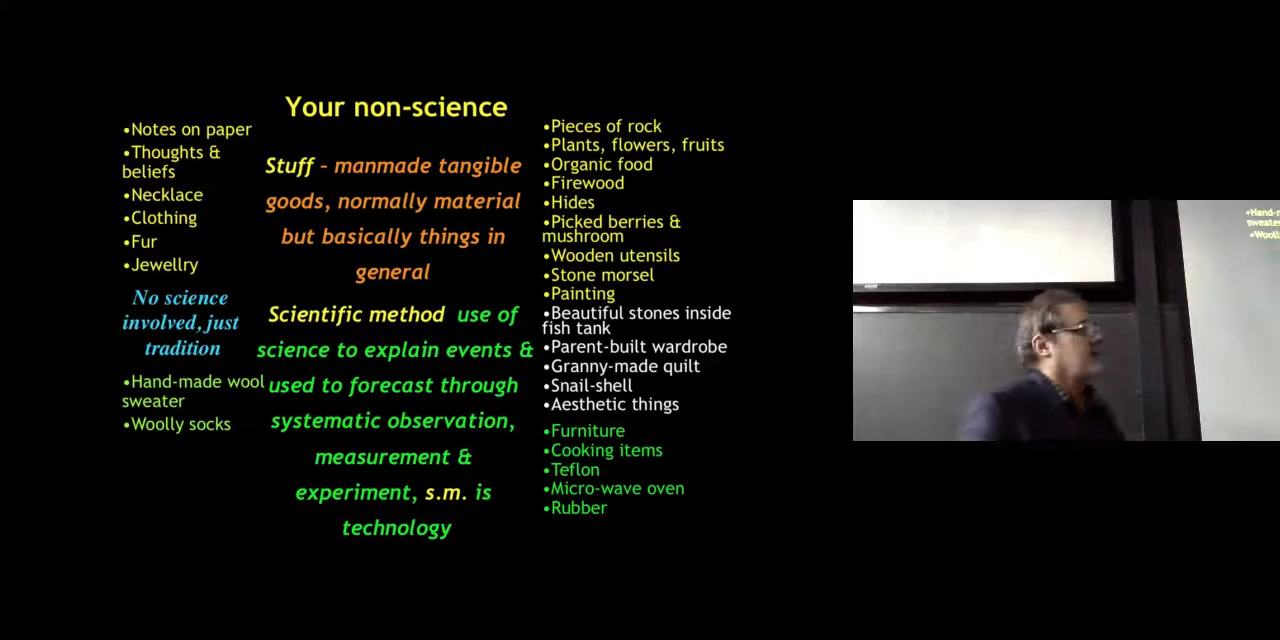 Your non-science
•Notes on paper
•Thoughts &
beliefs
•Necklace
•Clothing
•Fur
•Jewellry
No science
involved, just
tradition
•Hand-made wool
sweater
•Woolly socks
Stuff – manmade tangible
goods, normally material
but basically things in
general
Scientific method use of
science to explain events &
used to forecast through
systematic observation,
measurement &
experiment, s.m. is
technology
•Pieces of rock
•Plants, flowers, fruits
•Organic food
•Firewood
•Hides
•Picked berries &
mushroom
•Wooden utensils
•Stone morsel
•Painting
•Beautiful stones inside
fish tank
•Parent-built wardrobe
•Granny-made quilt
•Snail-shell
•Aesthetic things
•Furniture
•Cooking items
•Teflon
•Micro-wave oven
•Rubber